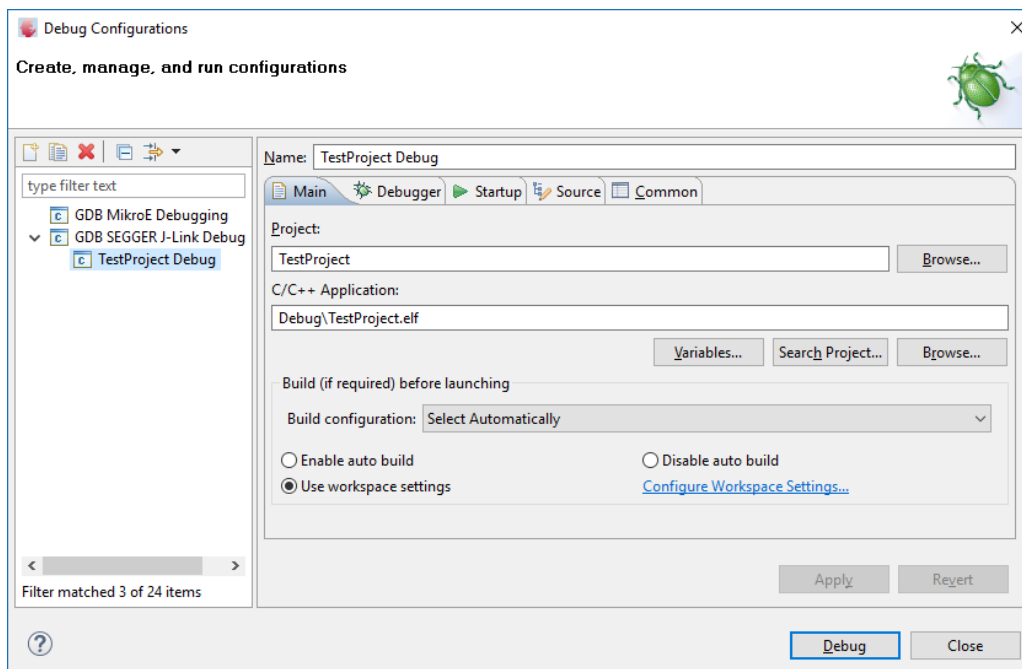 Debug Configurations
Create, manage, and run configurations
type filter text
GDB MikroE Debugging
GDB SEGGER J-Link Debug
TestProject Debug
Filter matched 3 of 24 items
Name: TestProject Debug
Main Debugger Startup Source Common
Project:
TestProject Browse...
C/C++ Application:
Debug\TestProject.elf
Variables... Search Project... Browse...
Build (if required) before launching
Build configuration: Select Automatically
Enable auto build Disable auto build
Use workspace settings Configure Workspace Settings...
Apply Revert
Debug Close